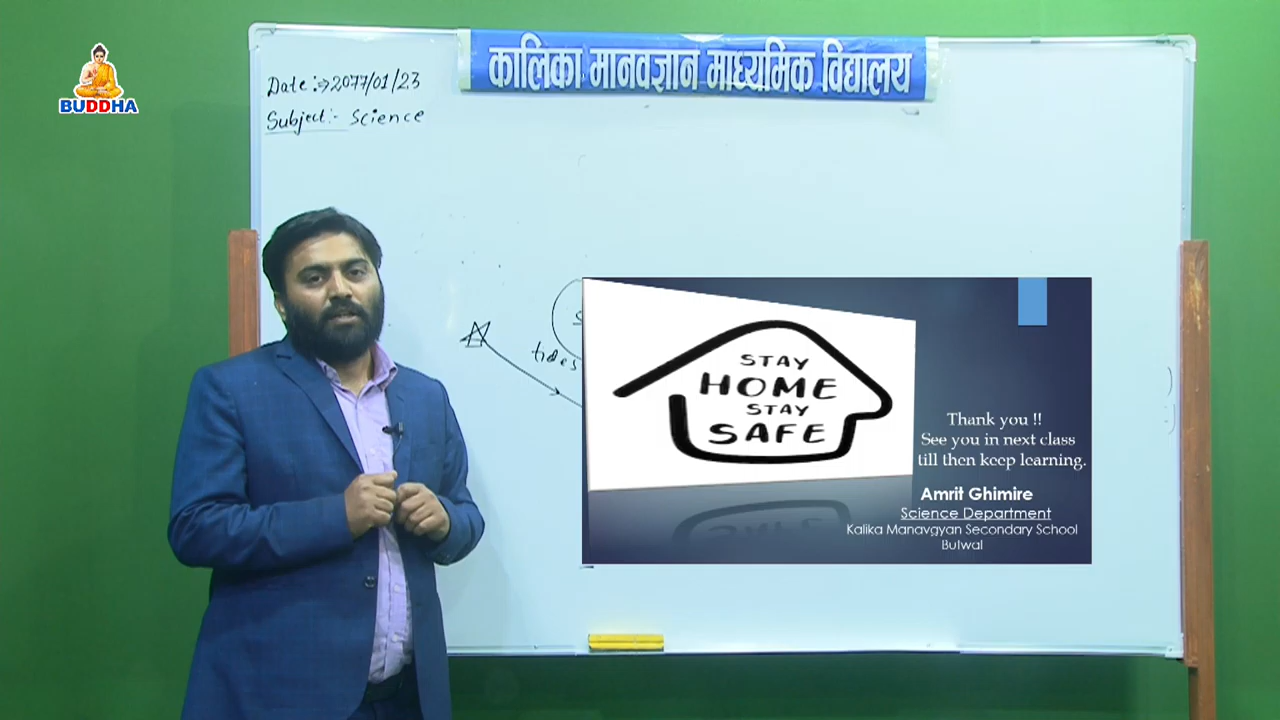 BUDDHA
कालिका मानवज्ञान माध्यमिक विद्यालय
Date:⇒2077/01/23
Subject:- Science
tides
STAY
HOME
STAY
SAFE
Thank you !!
See you in next class
till then keep learning.
Amrit Ghimire
Science Department
Kalika Manavgyan Secondary School
Butwal